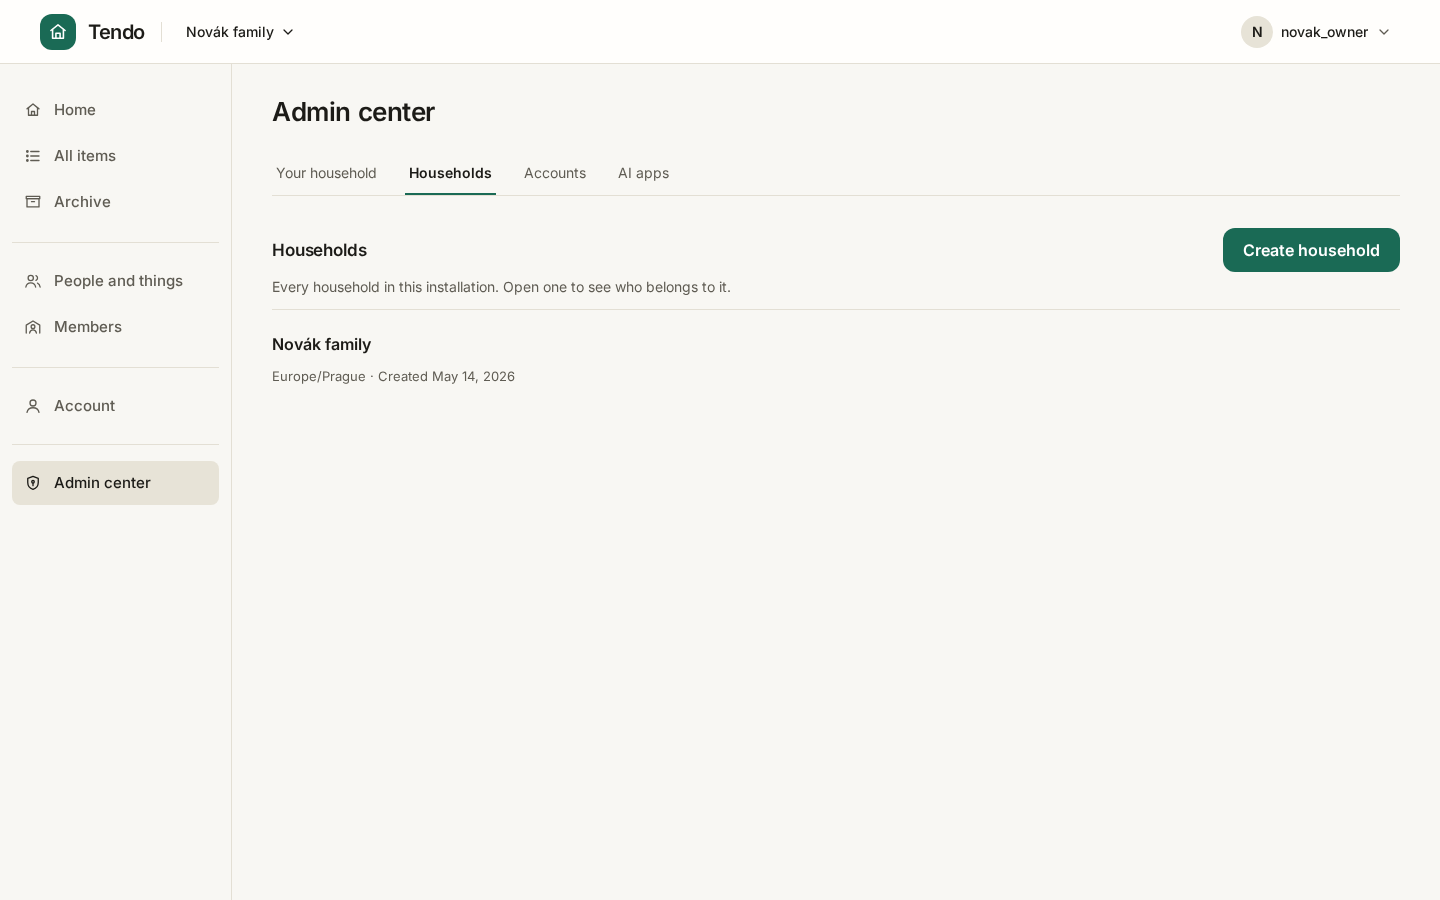 Tendo
Novák family
N
novak_owner
Home
All items
Archive
People and things
Members
Account
Admin center
Admin center
Your household
Households
Accounts
AI apps
Households
Create household
Every household in this installation. Open one to see who belongs to it.
Novák family
Europe/Prague · Created May 14, 2026